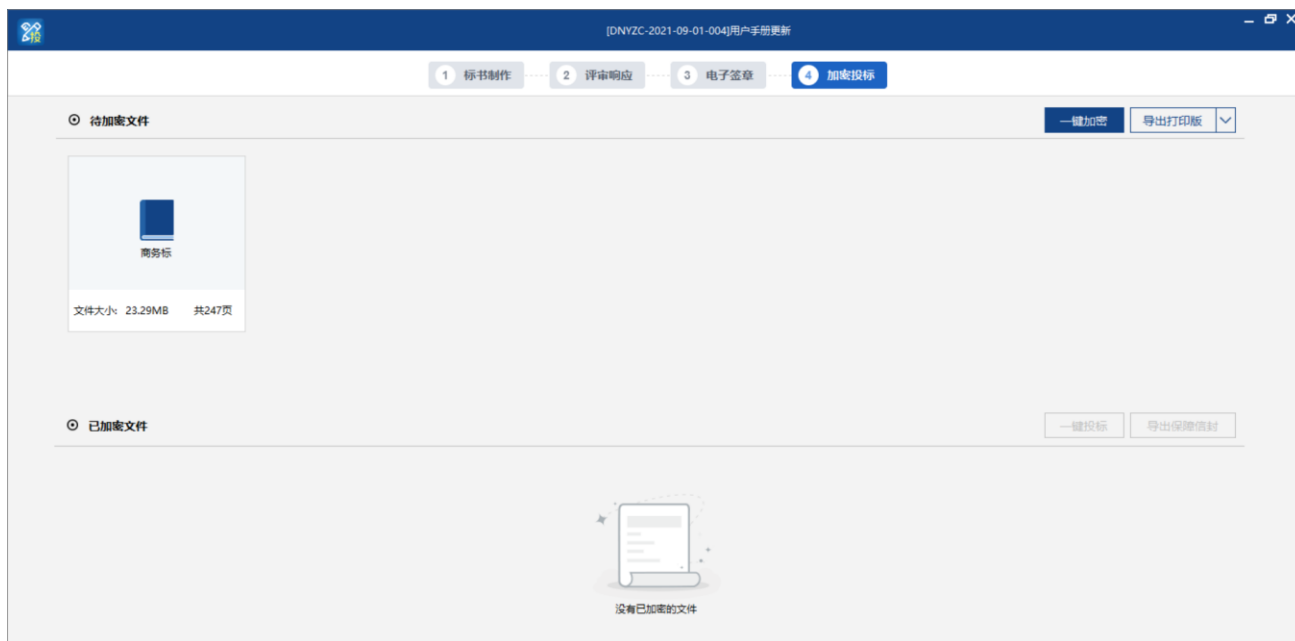 投
[DNYZC-2021-09-01-004]用户手册更新
1 标书制作 2 评审响应 3 电子签章 4 加密投标
待加密文件 一键加密 导出打印版
商务标
文件大小: 23.29MB 共247页
已加密文件 一键投标 导出保障信封
没有已加密的文件